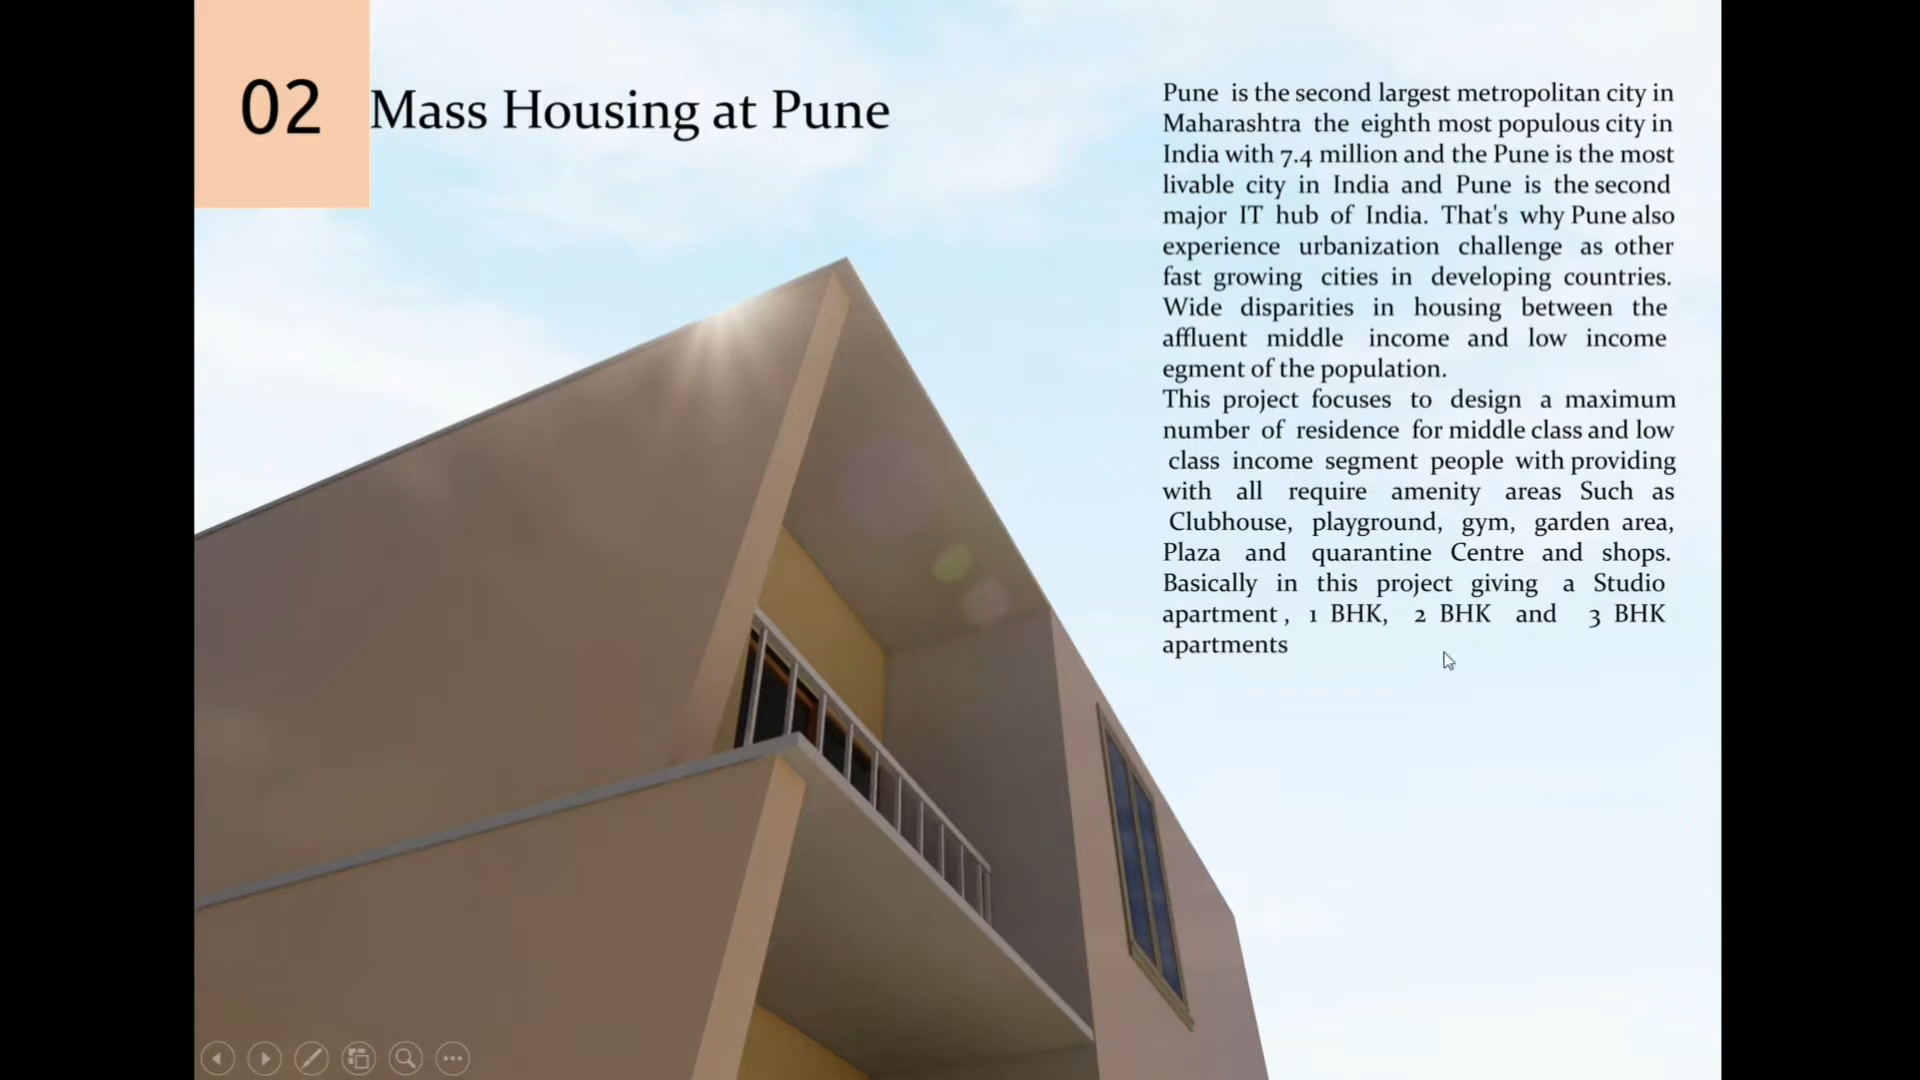 02
Mass Housing at Pune
Pune is the second largest metropolitan city in
Maharashtra the eighth most populous city in
India with 7.4 million and the Pune is the most
livable city in India and Pune is the second
major IT hub of India. That's why Pune also
experience urbanization challenge as other
fast growing cities in developing countries.
Wide disparities in housing between the
affluent middle income and low income
egment of the population.
This project focuses to design a maximum
number of residence for middle class and low
class income segment people with providing
with all require amenity areas Such as
Clubhouse, playground, gym, garden area,
Plaza and quarantine Centre and shops.
Basically in this project giving a Studio
apartment , 1 BHK, 2 BHK and 3 BHK
apartments